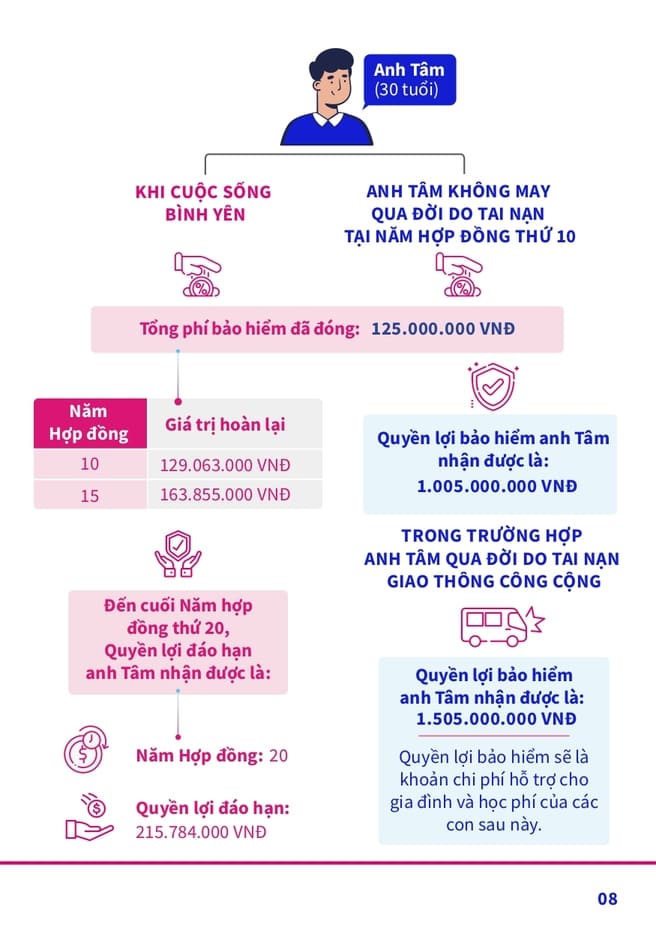 Anh Tâm
(30 tuổi)
KHI CUỘC SỐNG
BÌNH YÊN
ANH TÂM KHÔNG MAY
QUA ĐỜI DO TAI NẠN
TẠI NĂM HỢP ĐỒNG THỨ 10
Tổng phí bảo hiểm đã đóng: 125.000.000 VNĐ
Năm
Hợp đồng
Giá trị hoàn lại
10 129.063.000 VNĐ
15 163.855.000 VNĐ
Đến cuối Năm hợp
đồng thứ 20,
Quyền lợi đáo hạn
anh Tâm nhận được là:
Năm Hợp đồng: 20
Quyền lợi đáo hạn:
215.784.000 VNĐ
Quyền lợi bảo hiểm anh Tâm
nhận được là:
1.005.000.000 VNĐ
TRONG TRƯỜNG HỢP
ANH TÂM QUA ĐỜI DO TAI NẠN
GIAO THÔNG CÔNG CỘNG
Quyền lợi bảo hiểm
anh Tâm nhận được là:
1.505.000.000 VNĐ
Quyền lợi bảo hiểm sẽ là
khoản chi phí hỗ trợ cho
gia đình và học phí của các
con sau này.
08